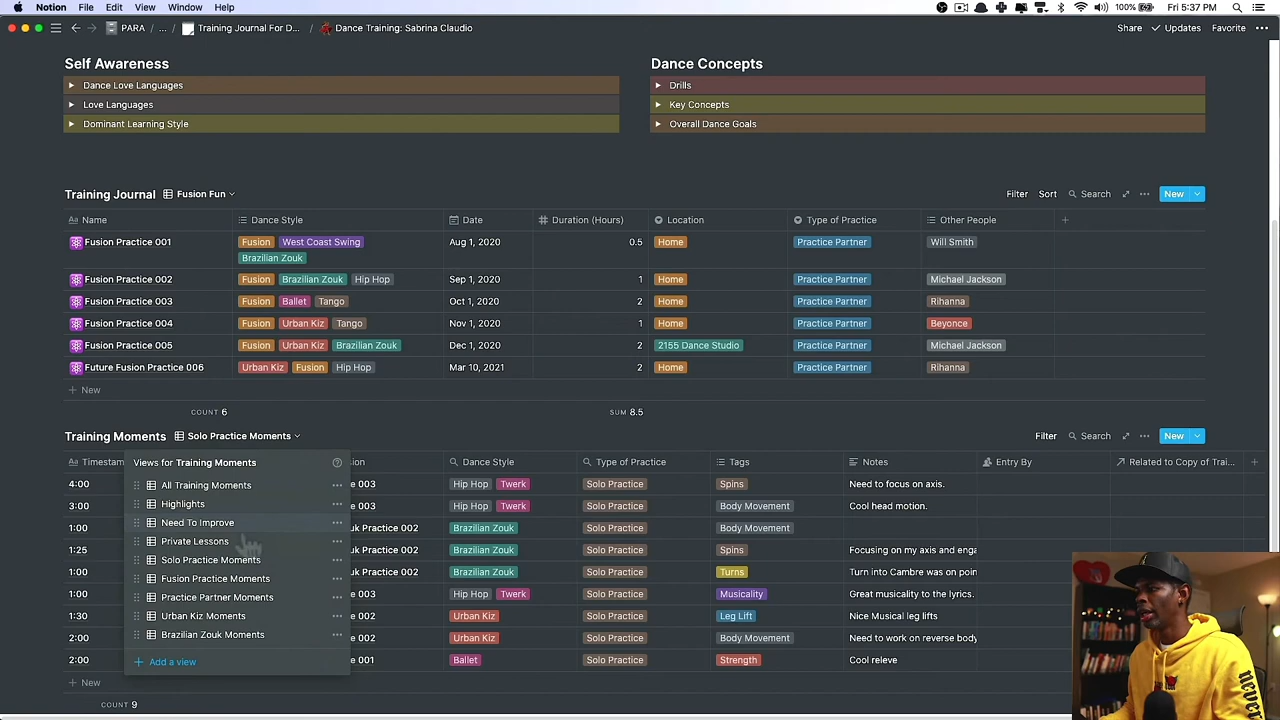 Notion File Edit View Window Help 100% Fri 5:37 PM
PARA / ... / Training Journal For D... / Dance Training: Sabrina Claudio Share Updates Favorite
Self Awareness Dance Concepts
Dance Love Languages Drills
Love Languages Key Concepts
Dominant Learning Style Overall Dance Goals
Training Journal Fusion Fun Filter Sort Search New
Aa Name Dance Style Date Duration (Hours) Location Type of Practice Other People
Fusion Practice 001 Fusion West Coast Swing Aug 1, 2020 0.5 Home Practice Partner Will Smith
Brazilian Zouk
Fusion Practice 002 Fusion Brazilian Zouk Hip Hop Sep 1, 2020 1 Home Practice Partner Michael Jackson
Fusion Practice 003 Fusion Ballet Tango Oct 1, 2020 2 Home Practice Partner Rihanna
Fusion Practice 004 Fusion Urban Kiz Tango Nov 1, 2020 1 Home Practice Partner Beyonce
Fusion Practice 005 Fusion Urban Kiz Brazilian Zouk Dec 1, 2020 2 2155 Dance Studio Practice Partner Michael Jackson
Future Fusion Practice 006 Urban Kiz Fusion Hip Hop Mar 10, 2021 2 Home Practice Partner Rihanna
+ New
COUNT 6 SUM 8.5
Training Moments Solo Practice Moments Filter Search New
Aa Timestam Views for Training Moments ion Dance Style Type of Practice Tags Notes Entry By Related to Copy of Trai...
4:00 All Training Moments e 003 Hip Hop Twerk Solo Practice Spins Need to focus on axis.
3:00 Highlights e 003 Hip Hop Twerk Solo Practice Body Movement Cool head motion.
1:00 Need To Improve uk Practice 002 Brazilian Zouk Solo Practice Body Movement
1:25 Private Lessons uk Practice 002 Brazilian Zouk Solo Practice Spins Focusing on my axis and enga
1:00 Solo Practice Moments uk Practice 002 Brazilian Zouk Solo Practice Turns Turn into Cambre was on poin
1:00 Fusion Practice Moments e 003 Hip Hop Twerk Solo Practice Musicality Great musicality to the lyrics.
1:30 Practice Partner Moments e 002 Urban Kiz Solo Practice Leg Lift Nice Musical leg lifts
2:00 Urban Kiz Moments e 002 Urban Kiz Solo Practice Body Movement Need to work on reverse body
2:00 Brazilian Zouk Moments e 001 Ballet Solo Practice Strength Cool releve
+ Add a view
+ New
COUNT 9
never